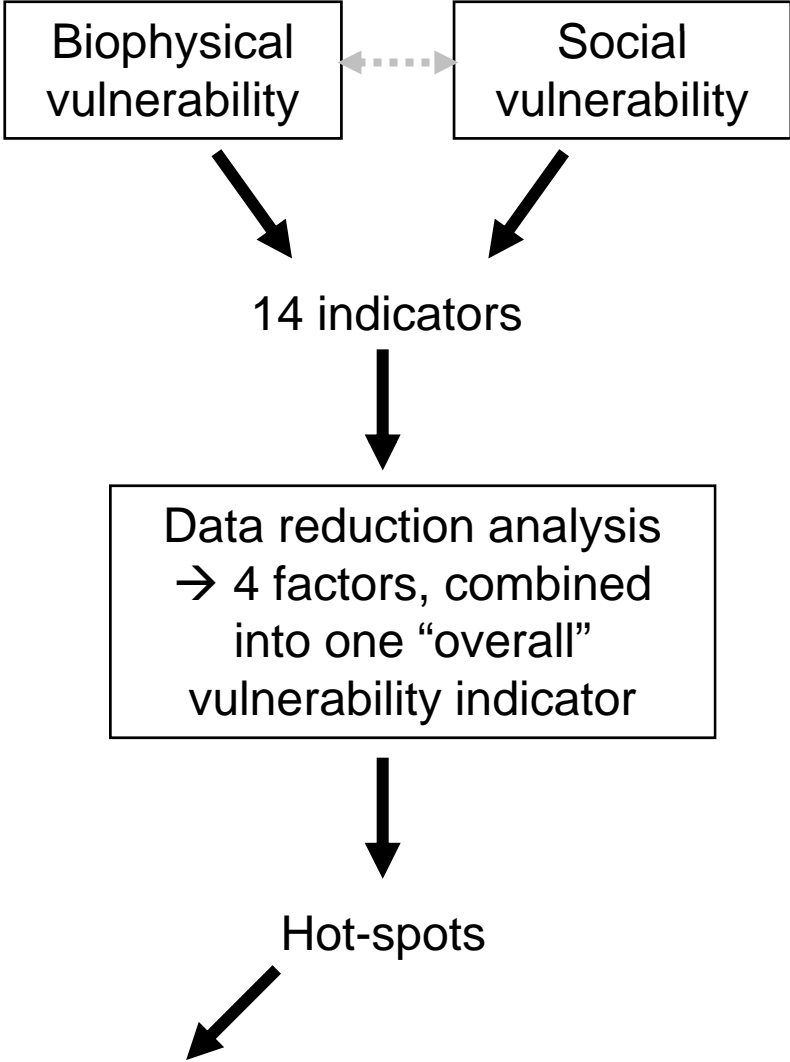 Biophysical
vulnerability
Social
vulnerability
14 indicators
Data reduction analysis
→ 4 factors, combined
into one “overall”
vulnerability indicator
Hot-spots